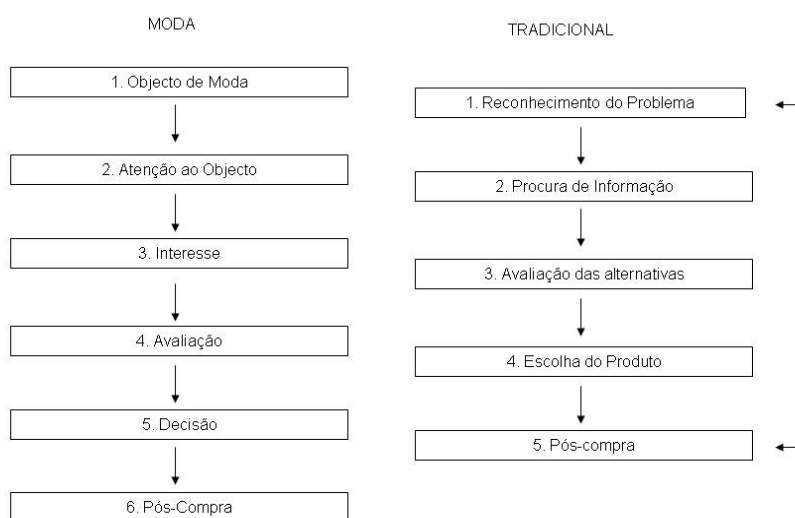 MODA
1. Objecto de Moda
2. Atenção ao Objecto
3. Interesse
4. Avaliação
5. Decisão
6. Pós-Compra
TRADICIONAL
1. Reconhecimento do Problema
2. Procura de Informação
3. Avaliação das alternativas
4. Escolha do Produto
5. Pós-compra